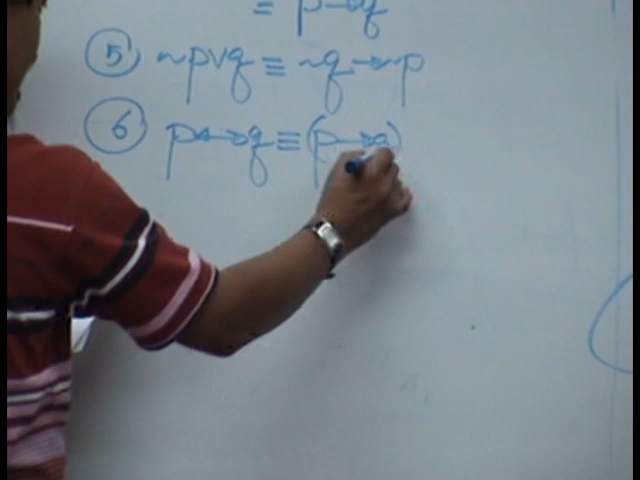 ≡ p→q
⑤ ~p∨q ≡ ~q→~p
⑥ p↔q ≡ (p→q)